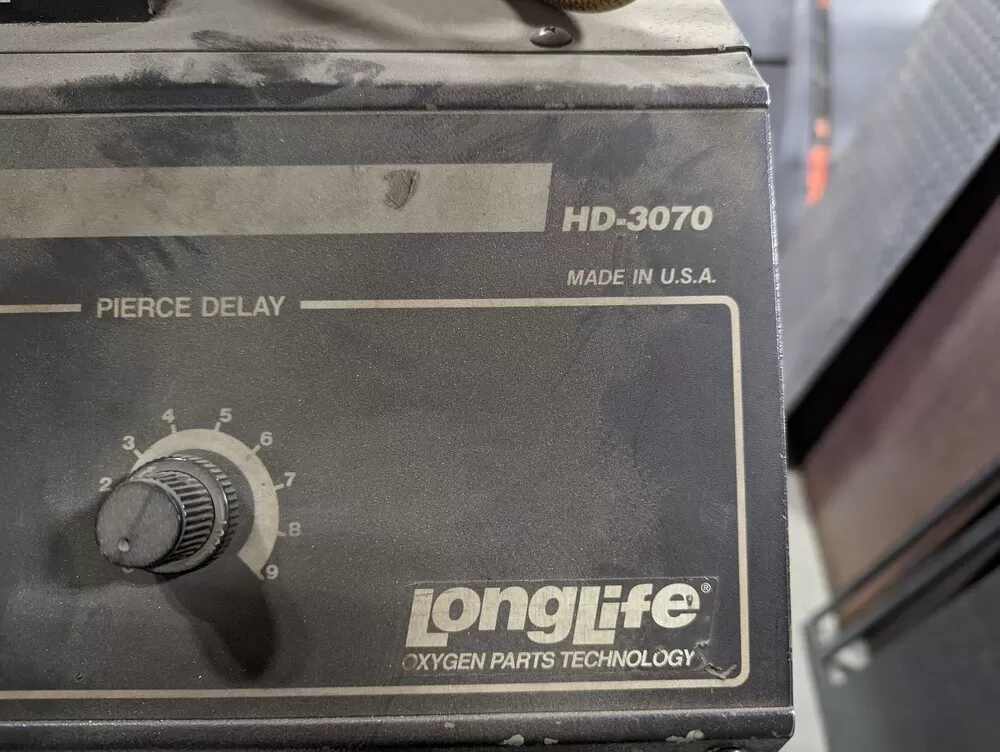 HD-3070
MADE IN U.S.A.
PIERCE DELAY
2
3
4
5
6
7
8
9
LongLife®
OXYGEN PARTS TECHNOLOGY